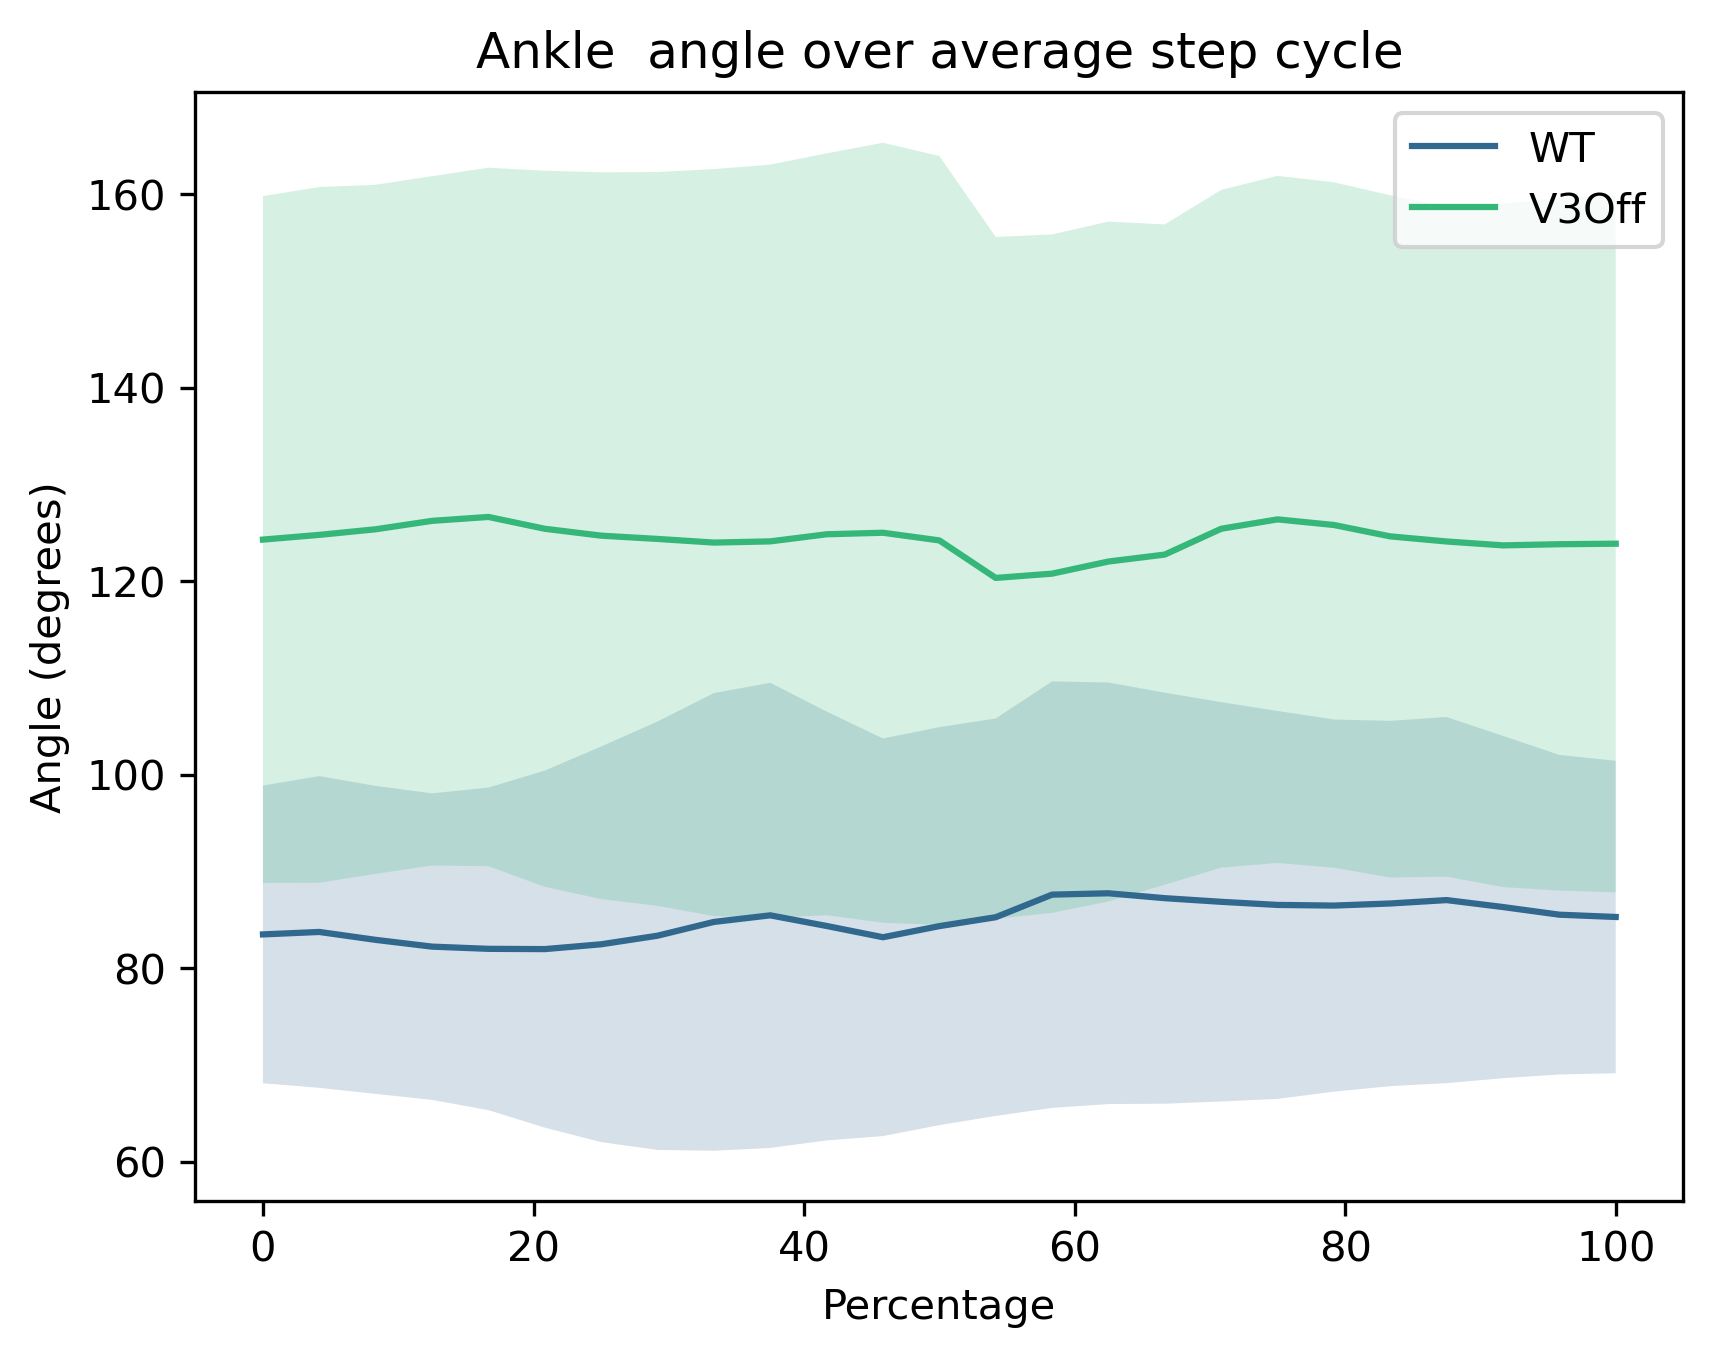 Ankle  angle over average step cycle
WT
V3Off
Angle (degrees)
160
140
120
100
80
60
0 20 40 60 80 100
Percentage